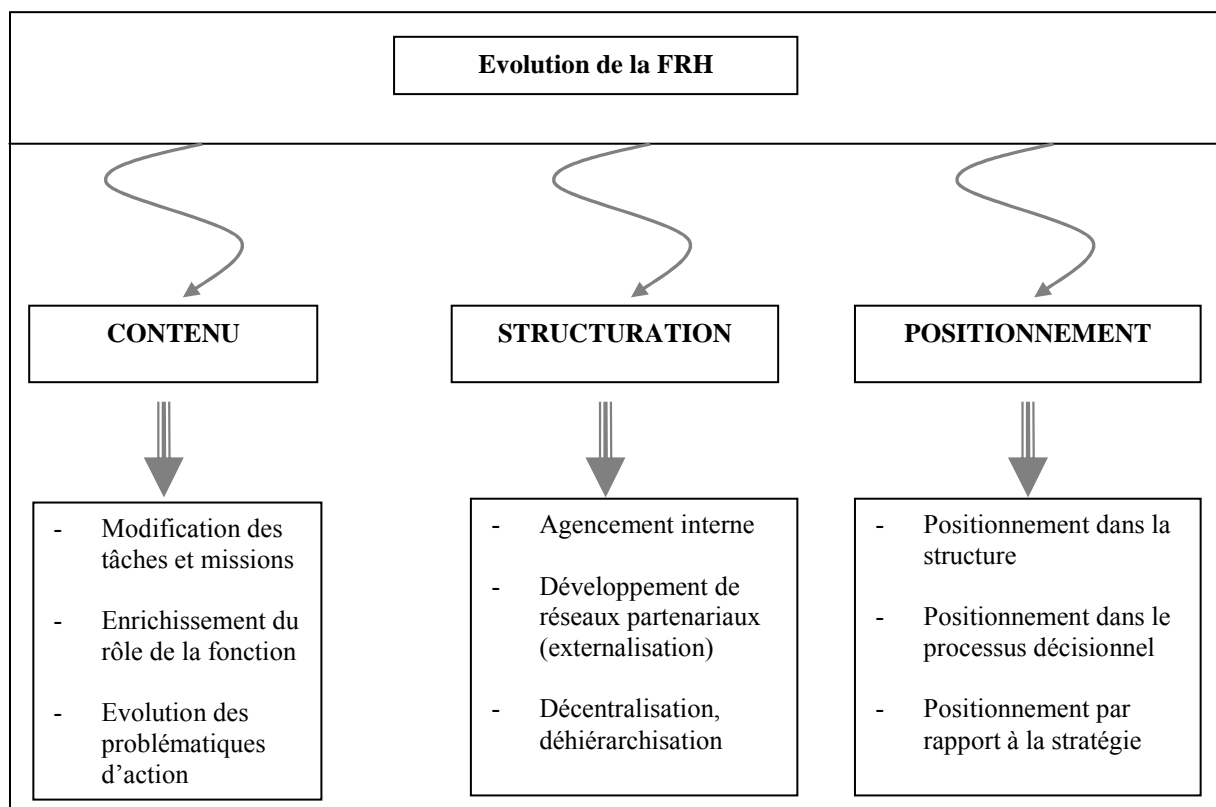 Evolution de la FRH
CONTENU
STRUCTURATION
POSITIONNEMENT
- Modification des
tâches et missions
- Enrichissement du
rôle de la fonction
- Evolution des
problématiques
d’action
- Agencement interne
- Développement de
réseaux partenariaux
(externalisation)
- Décentralisation,
déhiérarchisation
- Positionnement dans la
structure
- Positionnement dans le
processus décisionnel
- Positionnement par
rapport à la stratégie